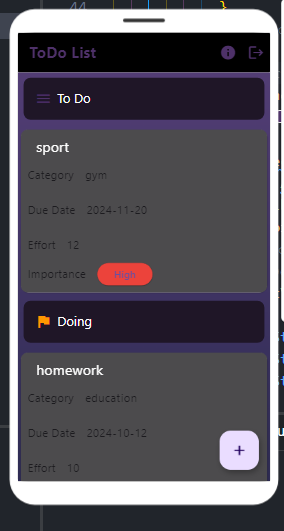 44
}
ToDo List
To Do
sport
Category gym
Due Date 2024-11-20
Effort 12
Importance High
Doing
homework
Category education
Due Date 2024-10-12
Effort 10
+